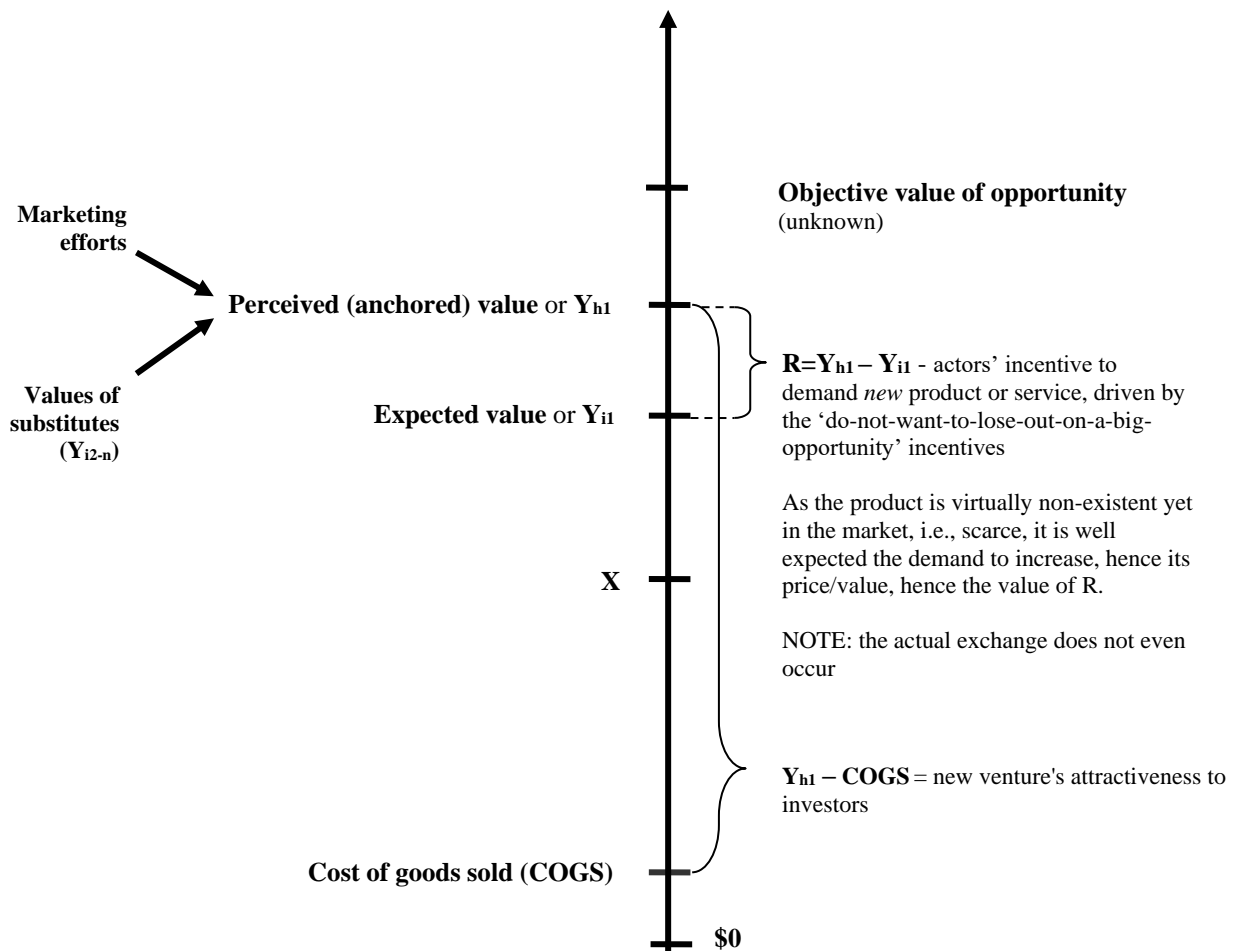 Objective value of opportunity
(unknown)
Marketing
efforts
Perceived (anchored) value or Yh1
Values of
substitutes
(Yi2-n)
Expected value or Yi1
R=Yh1 – Yi1 - actors’ incentive to
demand new product or service, driven by
the ‘do-not-want-to-lose-out-on-a-big-
opportunity’ incentives
As the product is virtually non-existent yet
in the market, i.e., scarce, it is well
expected the demand to increase, hence its
price/value, hence the value of R.
X
NOTE: the actual exchange does not even
occur
Yh1 – COGS = new venture's attractiveness to
investors
Cost of goods sold (COGS)
$0